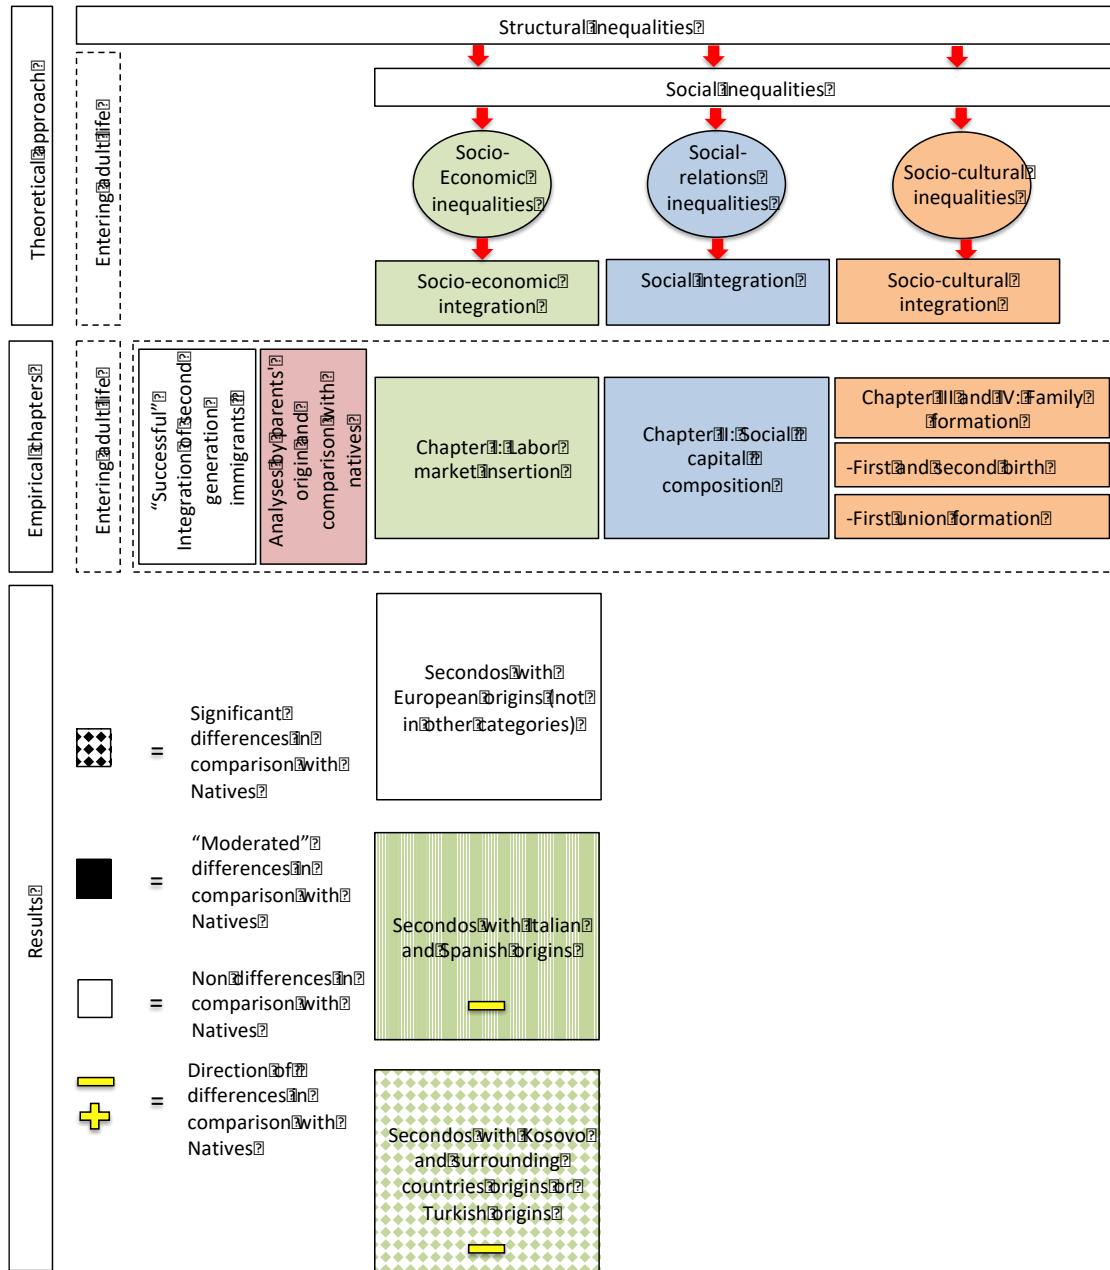 Theoretical approach
Structural inequalities
Entering adult life
Social inequalities
Socio-
Economic
inequalities
Social-
relations
inequalities
Socio-cultural
inequalities
Socio-economic
integration
Social integration
Socio-cultural
integration
Empirical chapters
Entering adult life
“Successful”
Integration of second
generation
immigrants
Analyses by parents'
origin and
comparison with
natives
Chapter I: Labor
market insertion
Chapter II: Social
capital
composition
Chapter III and IV: Family
formation
-First and second birth
-First union formation
Results
Significant
differences in
comparison with
Natives
=
“Moderated”
differences in
comparison with
Natives
=
Non differences in
comparison with
Natives
=
Direction of
differences in
comparison with
Natives
=
Secondos with
European origins (not
in other categories)
Secondos with Italian
and Spanish origins
Secondos with Kosovo
and surrounding
countries origins or
Turkish origins